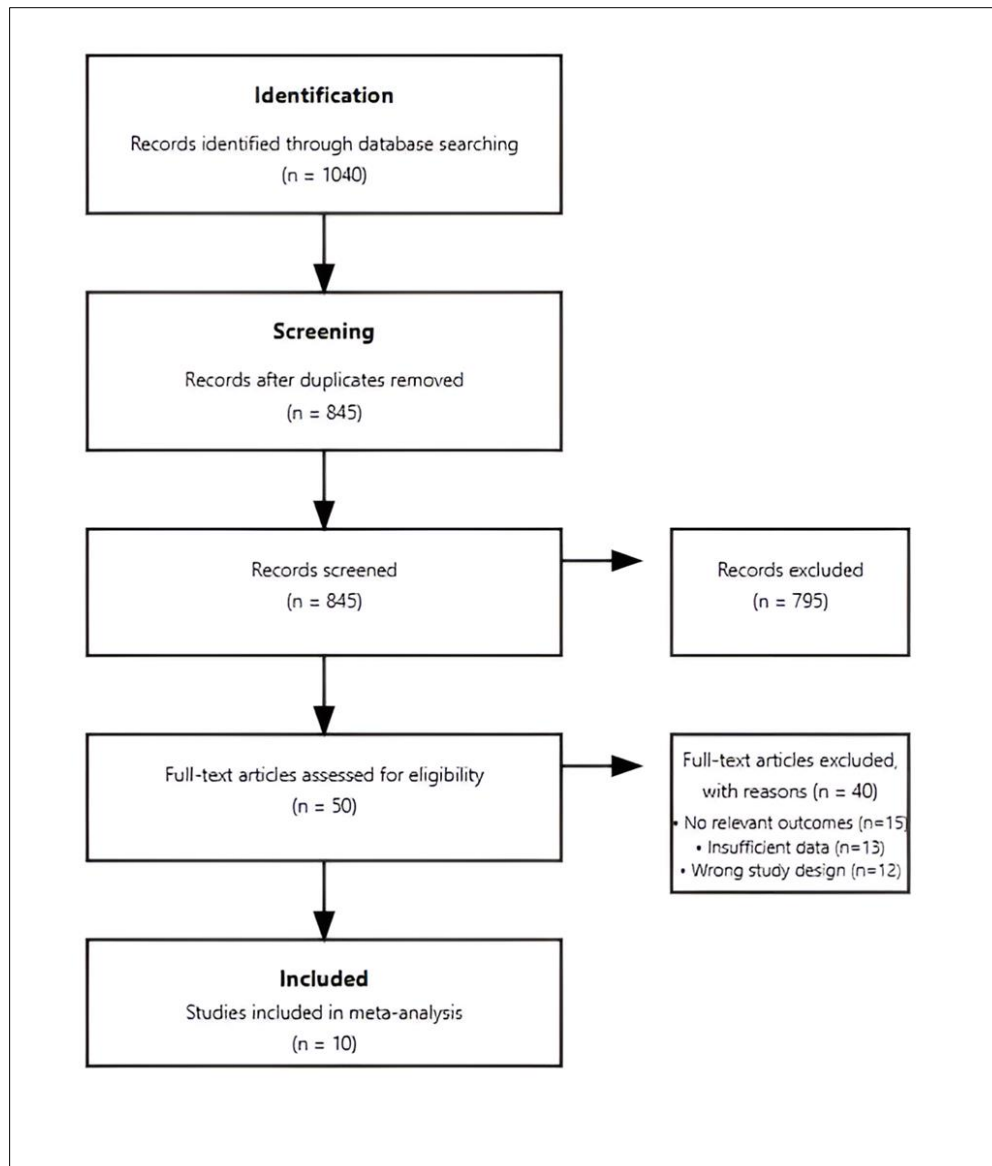 Identification
Records identified through database searching
(n = 1040)
Screening
Records after duplicates removed
(n = 845)
Records screened
(n = 845)
Records excluded
(n = 795)
Full-text articles assessed for eligibility
(n = 50)
Full-text articles excluded,
with reasons (n = 40)
• No relevant outcomes (n=15)
• Insufficient data (n=13)
• Wrong study design (n=12)
Included
Studies included in meta-analysis
(n = 10)